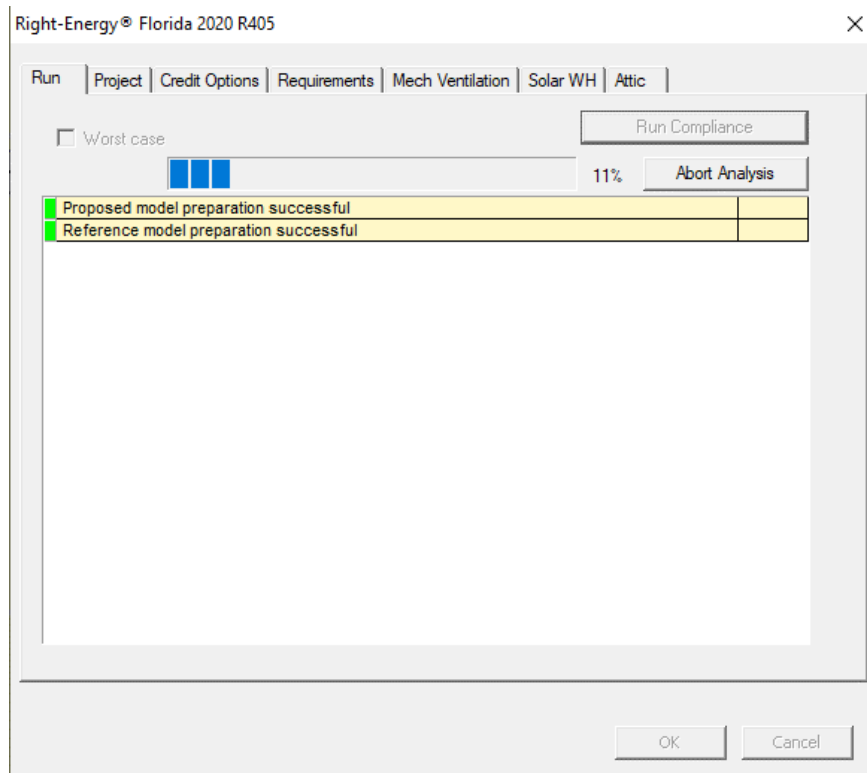 Right-Energy® Florida 2020 R405
Run Project Credit Options Requirements Mech Ventilation Solar WH Attic
Worst case
Run Compliance
11%
Abort Analysis
Proposed model preparation successful
Reference model preparation successful
OK Cancel